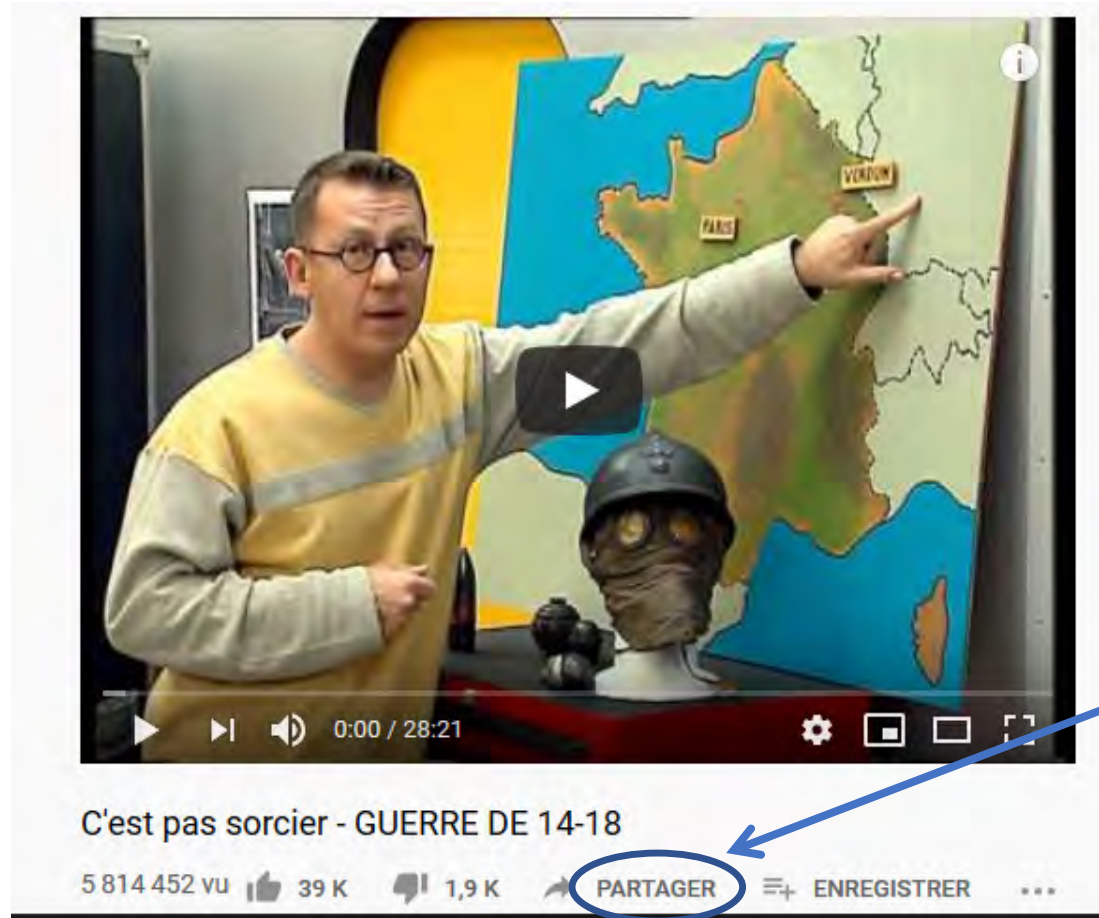 i
VERDUN
PARIS
0:00 / 28:21
C'est pas sorcier - GUERRE DE 14-18
5 814 452 vu 39 K 1,9 K PARTAGER ENREGISTRER ...